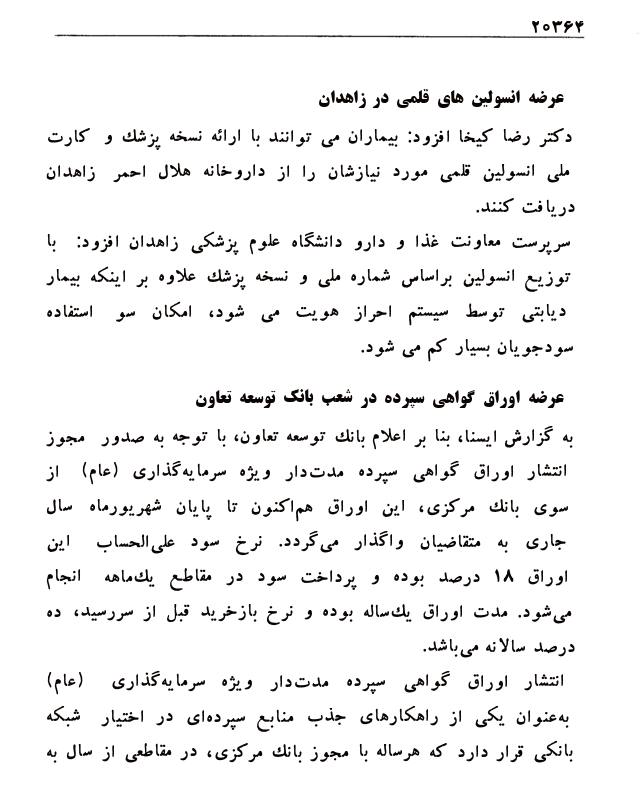 ۲۰۳۶۴
عرضه انسولین های قلمی در زاهدان
دکتر رضا کیخا افزود: بیماران می توانند با ارائه نسخه پزشك و کارت
ملی انسولین قلمی مورد نیازشان را از داروخانه هلال احمر زاهدان
دریافت کنند.
سرپرست معاونت غذا و دارو دانشگاه علوم پزشکی زاهدان افزود: با
توزیع انسولین براساس شماره ملی و نسخه پزشك علاوه بر اینکه بیمار
دیابتی توسط سیستم احراز هویت می شود، امکان سو استفاده
سودجویان بسیار کم می شود.
عرضه اوراق گواهی سپرده در شعب بانک توسعه تعاون
به گزارش ایسنا، بنا بر اعلام بانك توسعه تعاون، با توجه به صدور مجوز
انتشار اوراق گواهی سپرده مدت‌دار ویژه سرمایه‌گذاری (عام) از
سوی بانك مرکزی، این اوراق هم‌اکنون تا پایان شهریورماه سال
جاری به متقاضیان واگذار می‌گردد. نرخ سود علی‌الحساب این
اوراق ۱۸ درصد بوده و پرداخت سود در مقاطع یك‌ماهه انجام
می‌شود. مدت اوراق یك‌ساله بوده و نرخ بازخرید قبل از سررسید، ده
درصد سالانه می‌باشد.
انتشار اوراق گواهی سپرده مدت‌دار ویژه سرمایه‌گذاری (عام)
به‌عنوان یکی از راهکارهای جذب منابع سپرده‌ای در اختیار شبکه
بانکی قرار دارد که هرساله با مجوز بانك مرکزی، در مقاطعی از سال به